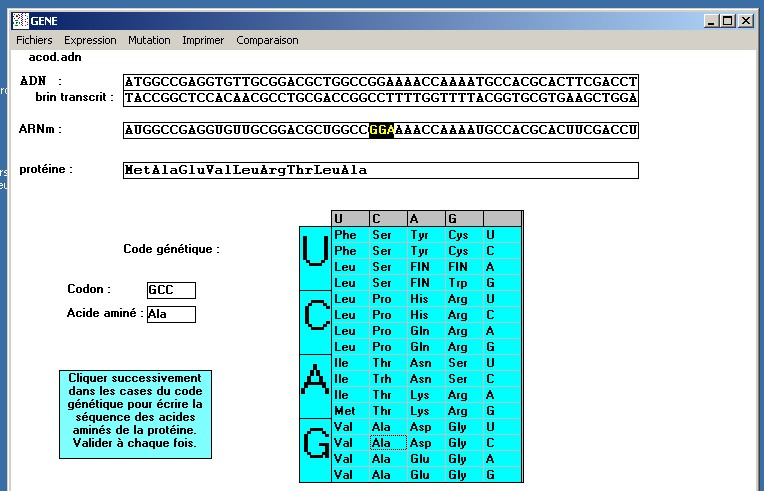 GENE
Fichiers Expression Mutation Imprimer Comparaison
acod.adn
ADN : ATGGCCGAGGTGTTGCGGACGCTGGCCGGAAAACCAAAATGCCACGCACTTCGACCT
brin transcrit : TACCGGCTCCACAACGCCTGCGACCGGCCTTTTGGTTTTACGGTGCGTGAAGCTGGA
ARNm : AUGGCCGAGGUGUUGCGGACGCUGGCCGGAAAACCAAAAUGCCACGCACUUCGACCU
protéine : MetAlaGluValLeuArgThrLeuAla
Code génétique :
Codon : GCC
Acide aminé : Ala
Cliquer successivement
dans les cases du code
génétique pour écrire la
séquence des acides
aminés de la protéine.
Valider à chaque fois.
U C A G
U Phe Ser Tyr Cys U
Phe Ser Tyr Cys C
Leu Ser FIN FIN A
Leu Ser FIN Trp G
C Leu Pro His Arg U
Leu Pro His Arg C
Leu Pro Gln Arg A
Leu Pro Gln Arg G
A Ile Thr Asn Ser U
Ile Trh Asn Ser C
Ile Thr Lys Arg A
Met Thr Lys Arg G
G Val Ala Asp Gly U
Val Ala Asp Gly C
Val Ala Glu Gly A
Val Ala Glu Gly G